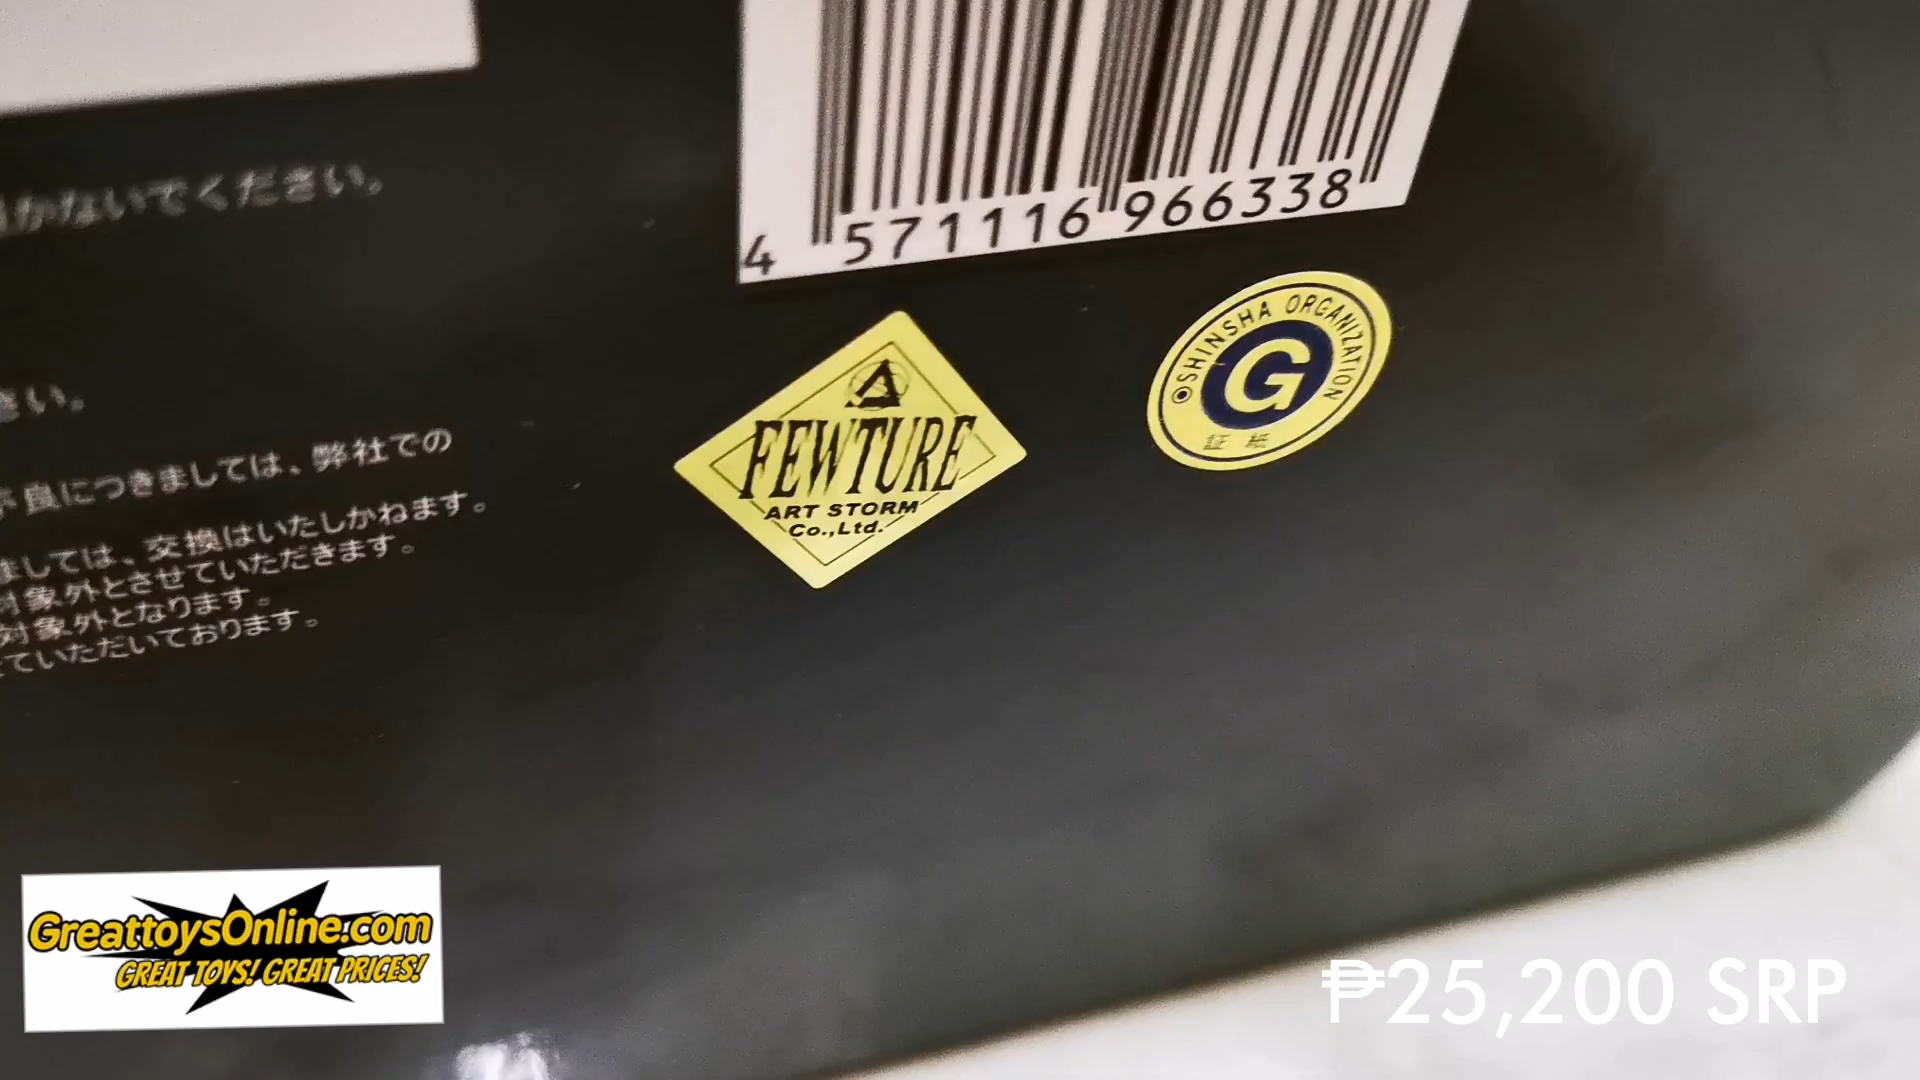 4 571116 966338
かないでください。
さい。
良につきましては、弊社での
ましては、交換はいたしかねます。
対象外とさせていただきます。
対象外となります。
ていただいております。
FEWTURE
ART STORM
Co.,Ltd.
SHINSHA ORGANIZATION
G
証 紙
GreattoysOnline.com
GREAT TOYS! GREAT PRICES!
₱25,200 SRP